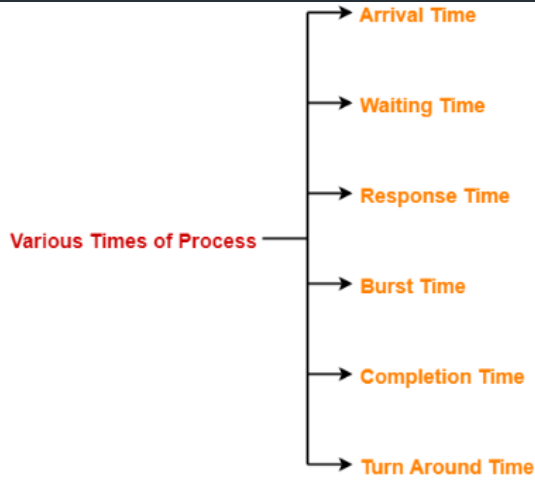 Arrival Time
Waiting Time
Response Time
Various Times of Process
Burst Time
Completion Time
Turn Around Time